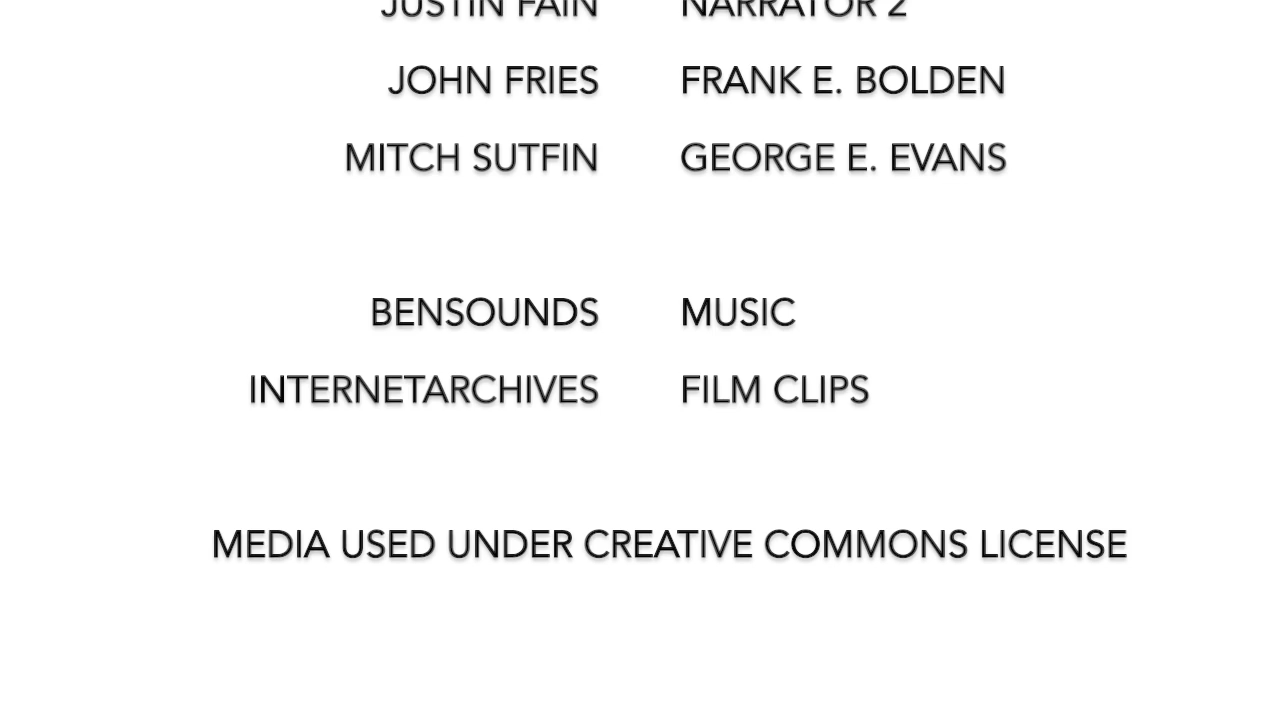 JUSTIN FAIN NARRATOR 2
JOHN FRIES FRANK E. BOLDEN
MITCH SUTFIN GEORGE E. EVANS
BENSOUNDS MUSIC
INTERNETARCHIVES FILM CLIPS
MEDIA USED UNDER CREATIVE COMMONS LICENSE